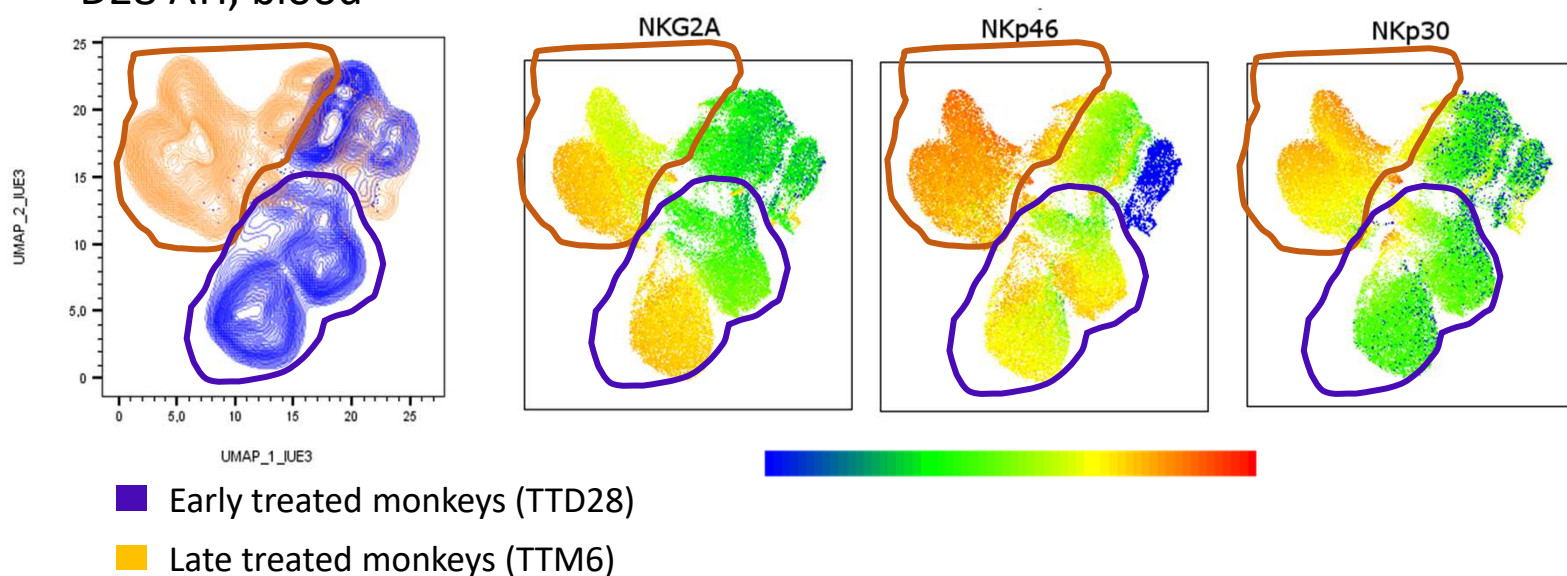 NKG2A
NKp46
NKp30
25
20
15
10
5,0
0
UMAP_2_IUE3
0
5,0
10
15
20
25
UMAP_1_IUE3
Early treated monkeys (TTD28)
Late treated monkeys (TTM6)